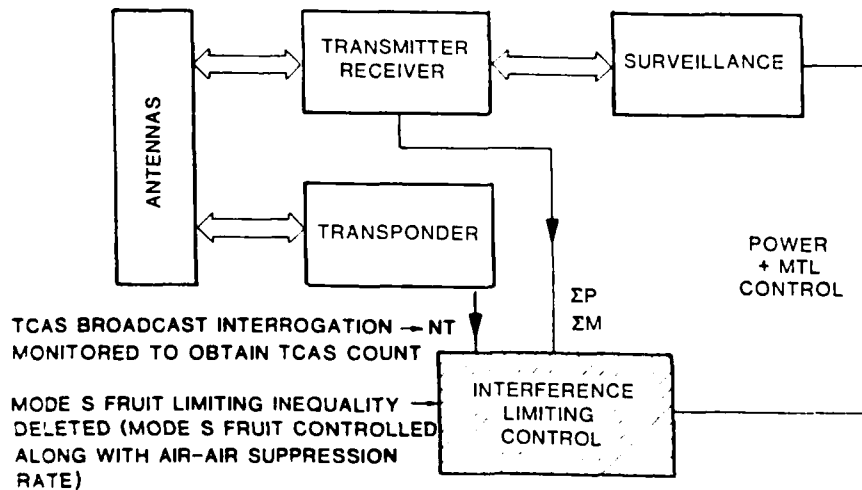 TRANSMITTER
RECEIVER
SURVEILLANCE
ANTENNAS
TRANSPONDER
POWER
+ MTL
CONTROL
ΣP
ΣM
TCAS BROADCAST INTERROGATION → NT
MONITORED TO OBTAIN TCAS COUNT
MODE S FRUIT LIMITING INEQUALITY
DELETED (MODE S FRUIT CONTROLLED
ALONG WITH AIR-AIR SUPPRESSION
RATE)
INTERFERENCE
LIMITING
CONTROL